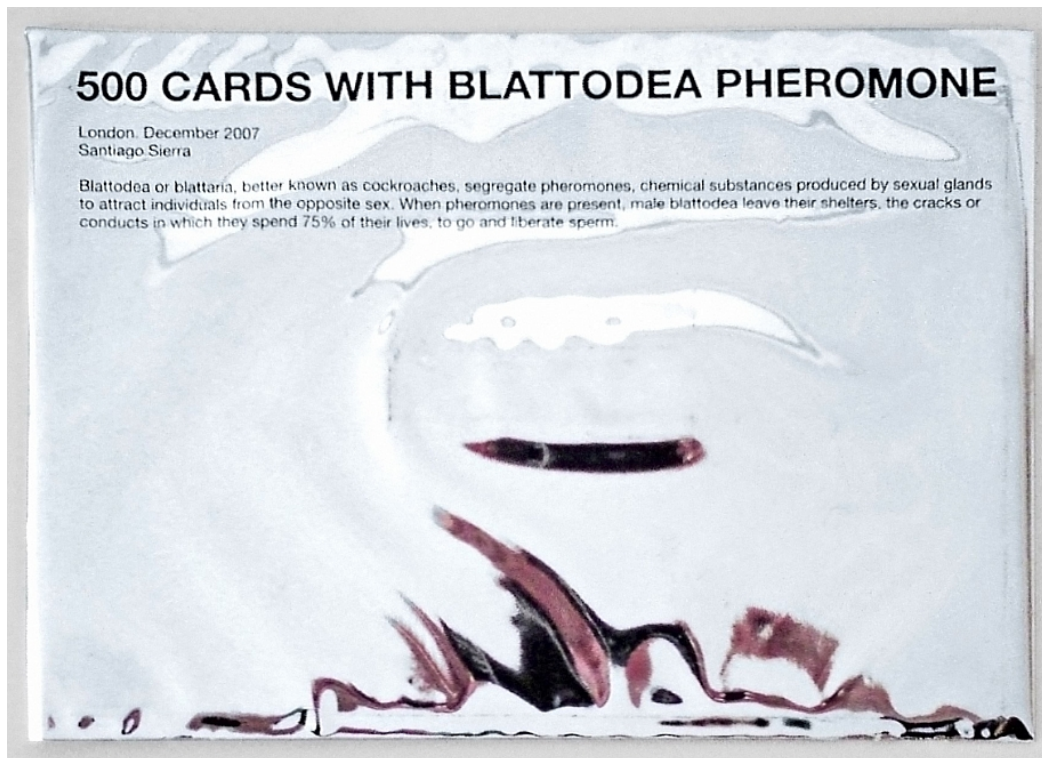 500 CARDS WITH BLATTODEA PHEROMONE
London. December 2007
Santiago Sierra
Blattodea or blattaria, better known as cockroaches, segregate pheromones, chemical substances produced by sexual glands
to attract individuals from the opposite sex. When pheromones are present, male blattodea leave their shelters, the cracks or
conducts in which they spend 75% of their lives, to go and liberate sperm.